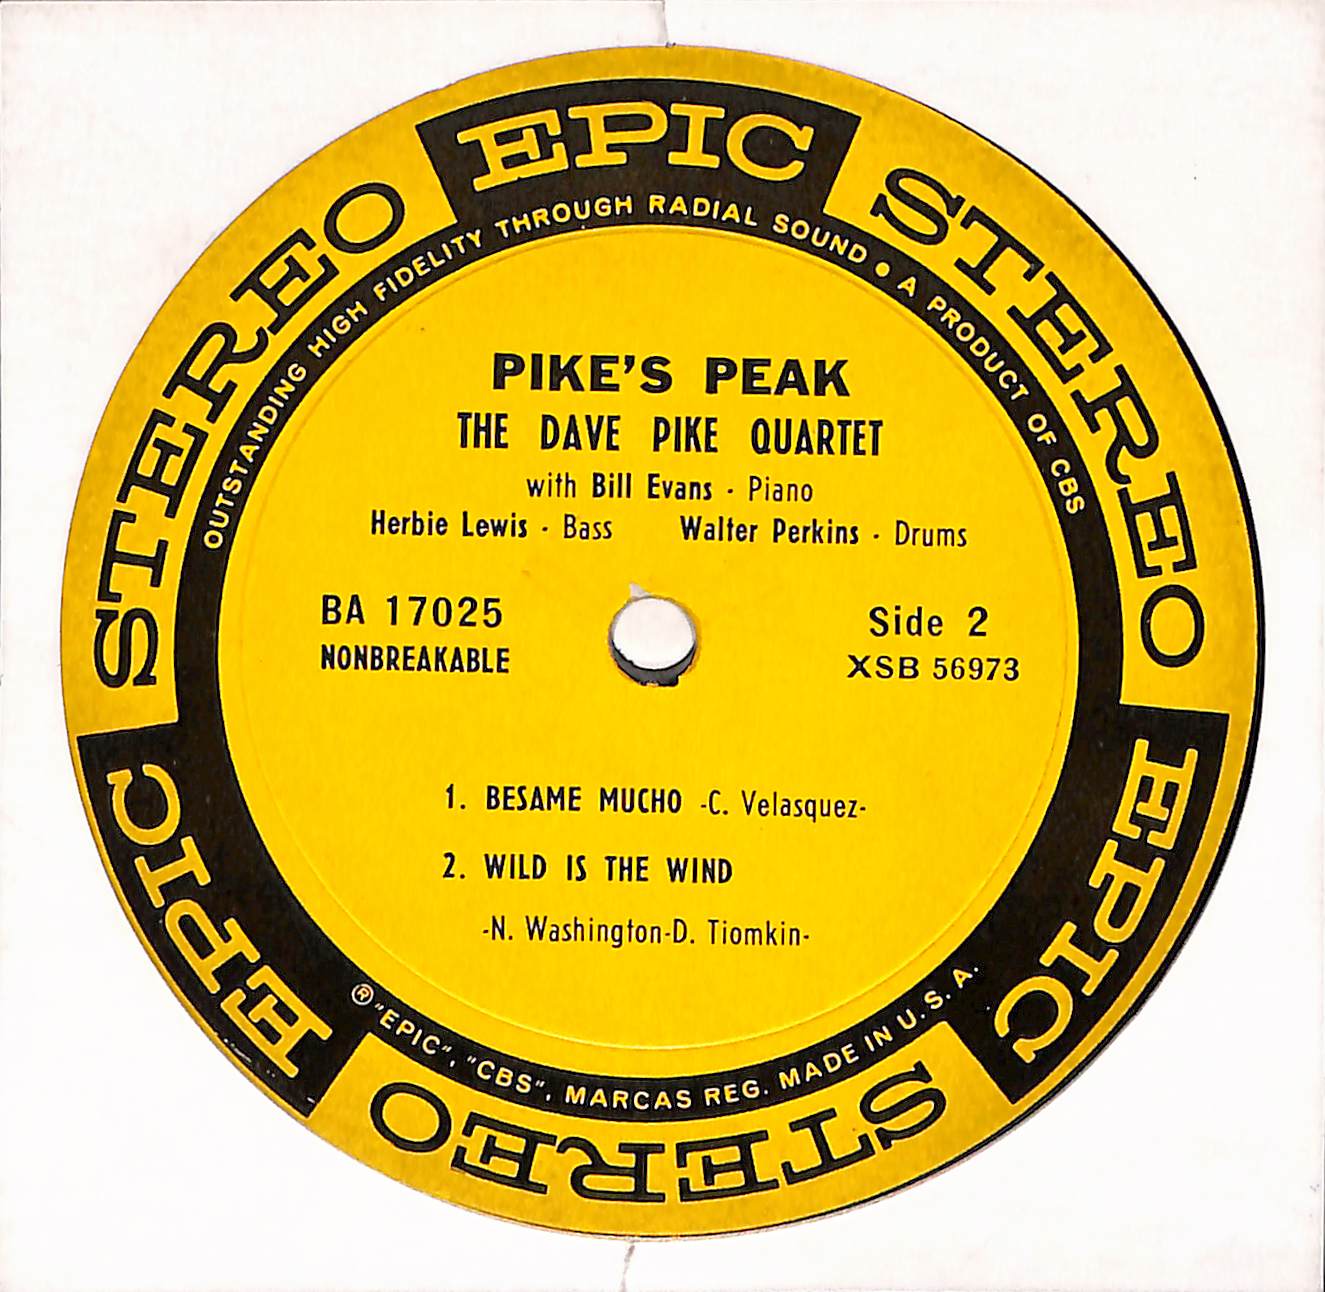 EPIC
STEREO
STEREO
OUTSTANDING HIGH FIDELITY THROUGH RADIAL SOUND • A PRODUCT OF CBS
PIKE'S PEAK
THE DAVE PIKE QUARTET
with Bill Evans - Piano
Herbie Lewis - Bass Walter Perkins - Drums
BA 17025
NONBREAKABLE
Side 2
XSB 56973
1. BESAME MUCHO -C. Velasquez-
2. WILD IS THE WIND
-N. Washington-D. Tiomkin-
EPIC
EPIC
® "EPIC", "CBS", MARCAS REG. MADE IN U.S.A.
STEREO